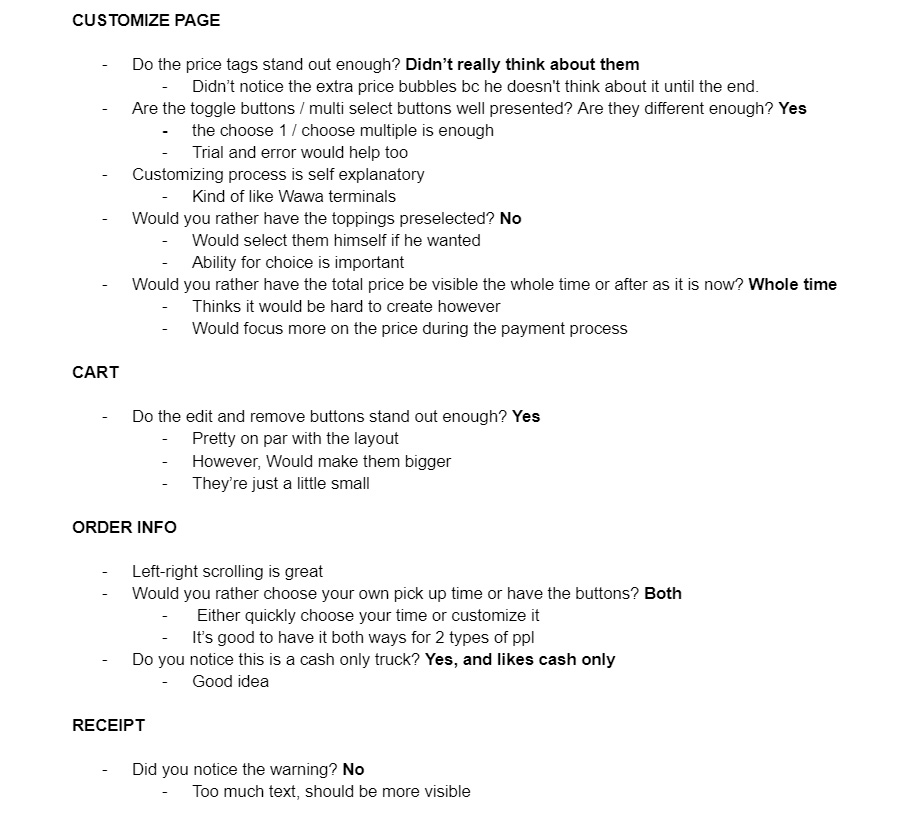 CUSTOMIZE PAGE
- Do the price tags stand out enough? Didn’t really think about them
- Didn’t notice the extra price bubbles bc he doesn't think about it until the end.
- Are the toggle buttons / multi select buttons well presented? Are they different enough? Yes
- the choose 1 / choose multiple is enough
- Trial and error would help too
- Customizing process is self explanatory
- Kind of like Wawa terminals
- Would you rather have the toppings preselected? No
- Would select them himself if he wanted
- Ability for choice is important
- Would you rather have the total price be visible the whole time or after as it is now? Whole time
- Thinks it would be hard to create however
- Would focus more on the price during the payment process
CART
- Do the edit and remove buttons stand out enough? Yes
- Pretty on par with the layout
- However, Would make them bigger
- They’re just a little small
ORDER INFO
- Left-right scrolling is great
- Would you rather choose your own pick up time or have the buttons? Both
- Either quickly choose your time or customize it
- It’s good to have it both ways for 2 types of ppl
- Do you notice this is a cash only truck? Yes, and likes cash only
- Good idea
RECEIPT
- Did you notice the warning? No
- Too much text, should be more visible